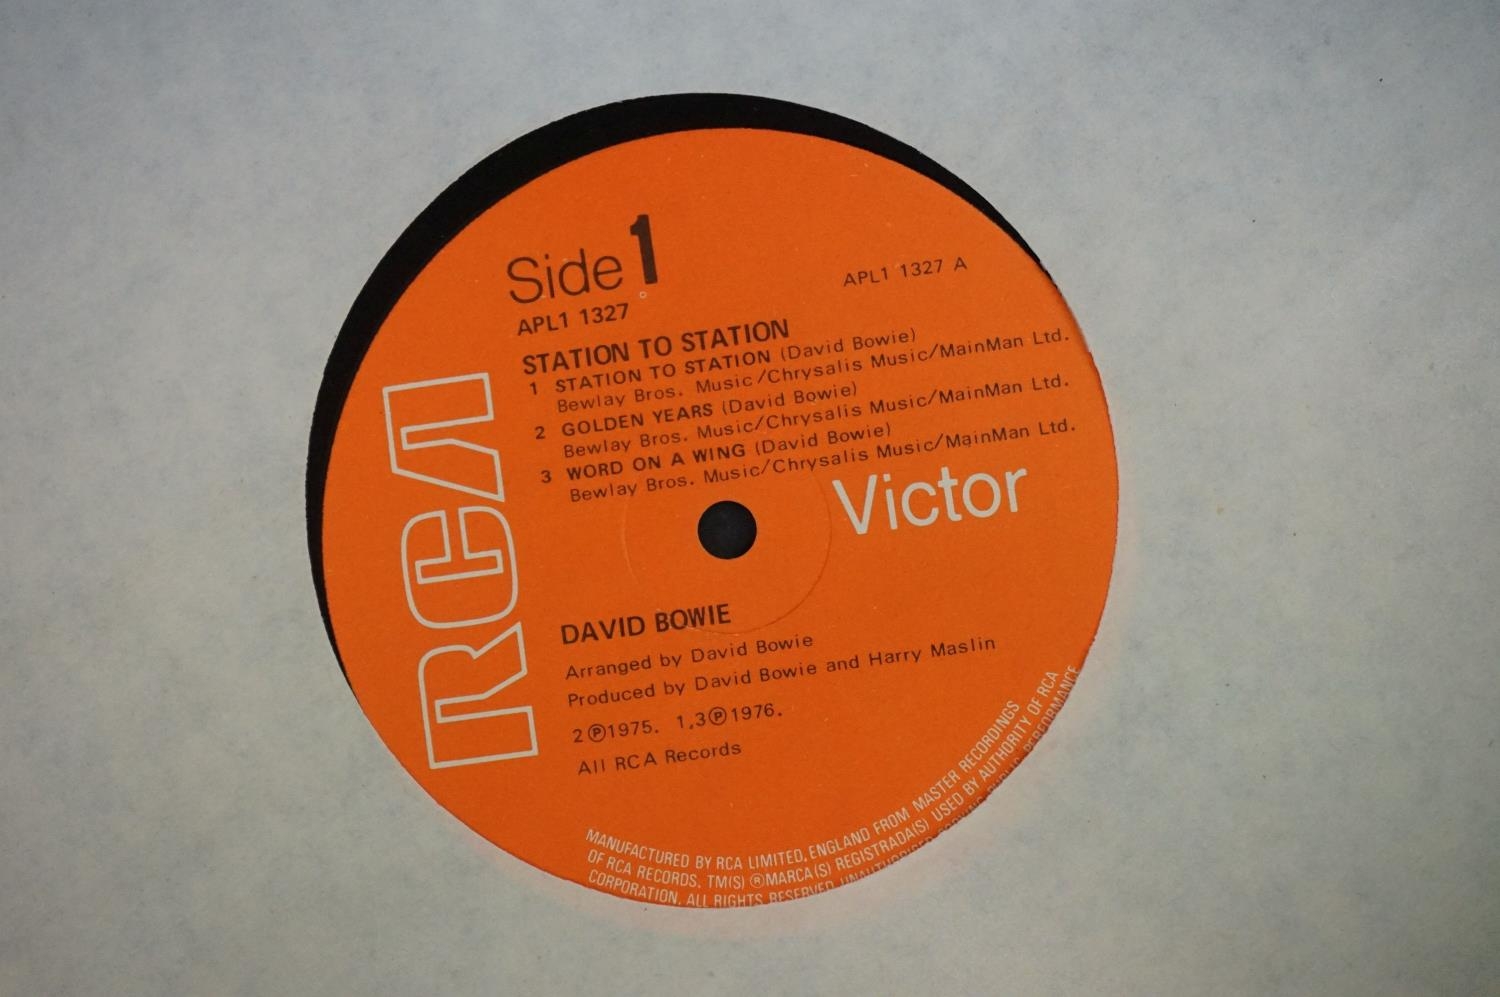 Side 1
APL1 1327
APL1 1327 A
STATION TO STATION
1 STATION TO STATION (David Bowie)
Bewlay Bros. Music/Chrysalis Music/MainMan Ltd.
2 GOLDEN YEARS (David Bowie)
Bewlay Bros. Music/Chrysalis Music/MainMan Ltd.
3 WORD ON A WING (David Bowie)
Bewlay Bros. Music/Chrysalis Music/MainMan Ltd.
RCA
Victor
DAVID BOWIE
Arranged by David Bowie
Produced by David Bowie and Harry Maslin
2 ℗1975. 1,3℗1976.
All RCA Records
MANUFACTURED BY RCA LIMITED, ENGLAND FROM MASTER RECORDINGS
OF RCA RECORDS. TM(S) ® MARCA(S) REGISTRADA(S) USED BY AUTHORITY OF RCA
CORPORATION. ALL RIGHTS RESERVED. UNAUTHORISED PUBLIC PERFORMANCE